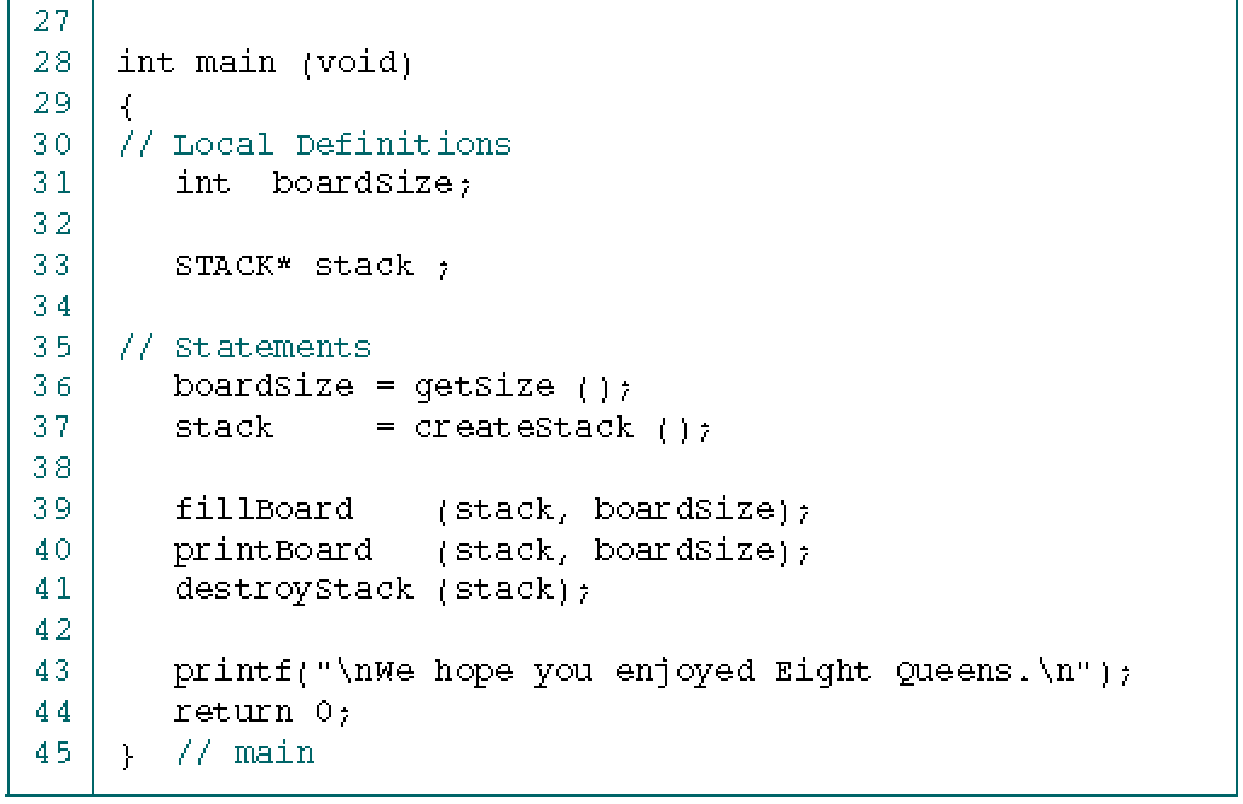 27
28 int main (void)
29 {
30 // Local Definitions
31    int  boardSize;
32
33    STACK* stack ;
34
35 // Statements
36    boardSize = getSize ();
37    stack     = createStack ();
38
39    fillBoard    (stack, boardSize);
40    printBoard   (stack, boardSize);
41    destroyStack (stack);
42
43    printf("\nWe hope you enjoyed Eight Queens.\n");
44    return 0;
45 }  // main